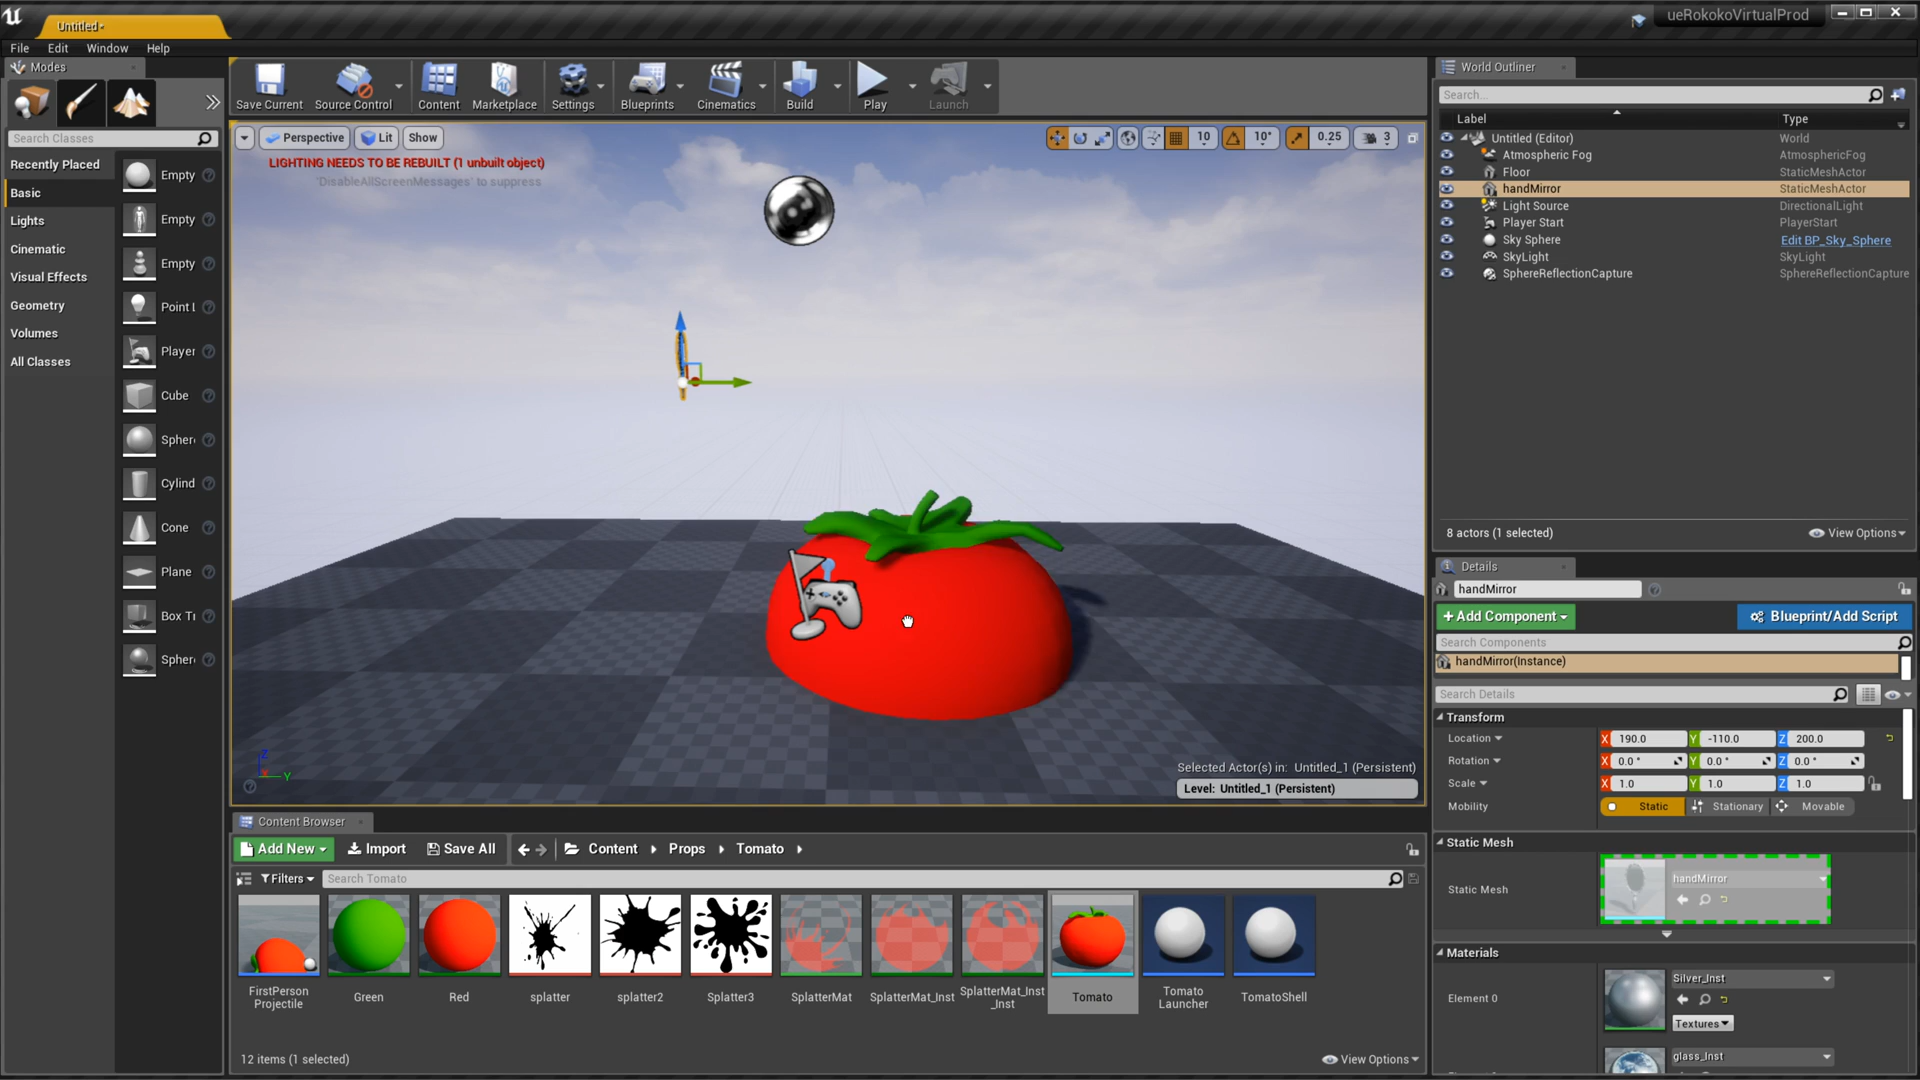 Untitled•
ueRokokoVirtualProd
File Edit Window Help
Modes
Search Classes
Recently Placed
Basic
Lights
Cinematic
Visual Effects
Geometry
Volumes
All Classes
Empty
Empty
Empty
Point L
Player
Cube
Spher
Cylind
Cone
Plane
Box Tr
Spher
Save Current
Source Control
Content
Marketplace
Settings
Blueprints
Cinematics
Build
Play
Launch
Perspective
Lit
Show
10
10°
0.25
3
LIGHTING NEEDS TO BE REBUILT (1 unbuilt object)
'DisableAllScreenMessages' to suppress
Z
Y
Selected Actor(s) in: Untitled_1 (Persistent)
Level: Untitled_1 (Persistent)
Content Browser
Add New
Import
Save All
Content
Props
Tomato
Filters
Search Tomato
FirstPerson
Projectile
Green
Red
splatter
splatter2
Splatter3
SplatterMat
SplatterMat_Inst
SplatterMat_Inst
_Inst
Tomato
Tomato
Launcher
TomatoShell
12 items (1 selected)
View Options
World Outliner
Search...
Label Type
Untitled (Editor) World
Atmospheric Fog AtmosphericFog
Floor StaticMeshActor
handMirror StaticMeshActor
Light Source DirectionalLight
Player Start PlayerStart
Sky Sphere Edit BP_Sky_Sphere
SkyLight SkyLight
SphereReflectionCapture SphereReflectionCapture
8 actors (1 selected)
View Options
Details
handMirror
+ Add Component
Blueprint/Add Script
Search Components
handMirror(Instance)
Search Details
Transform
Location X 190.0 Y -110.0 Z 200.0
Rotation X 0.0 ° Y 0.0 ° Z 0.0 °
Scale X 1.0 Y 1.0 Z 1.0
Mobility Static Stationary Movable
Static Mesh
Static Mesh
handMirror
Materials
Element 0
Silver_Inst
Textures
glass_Inst